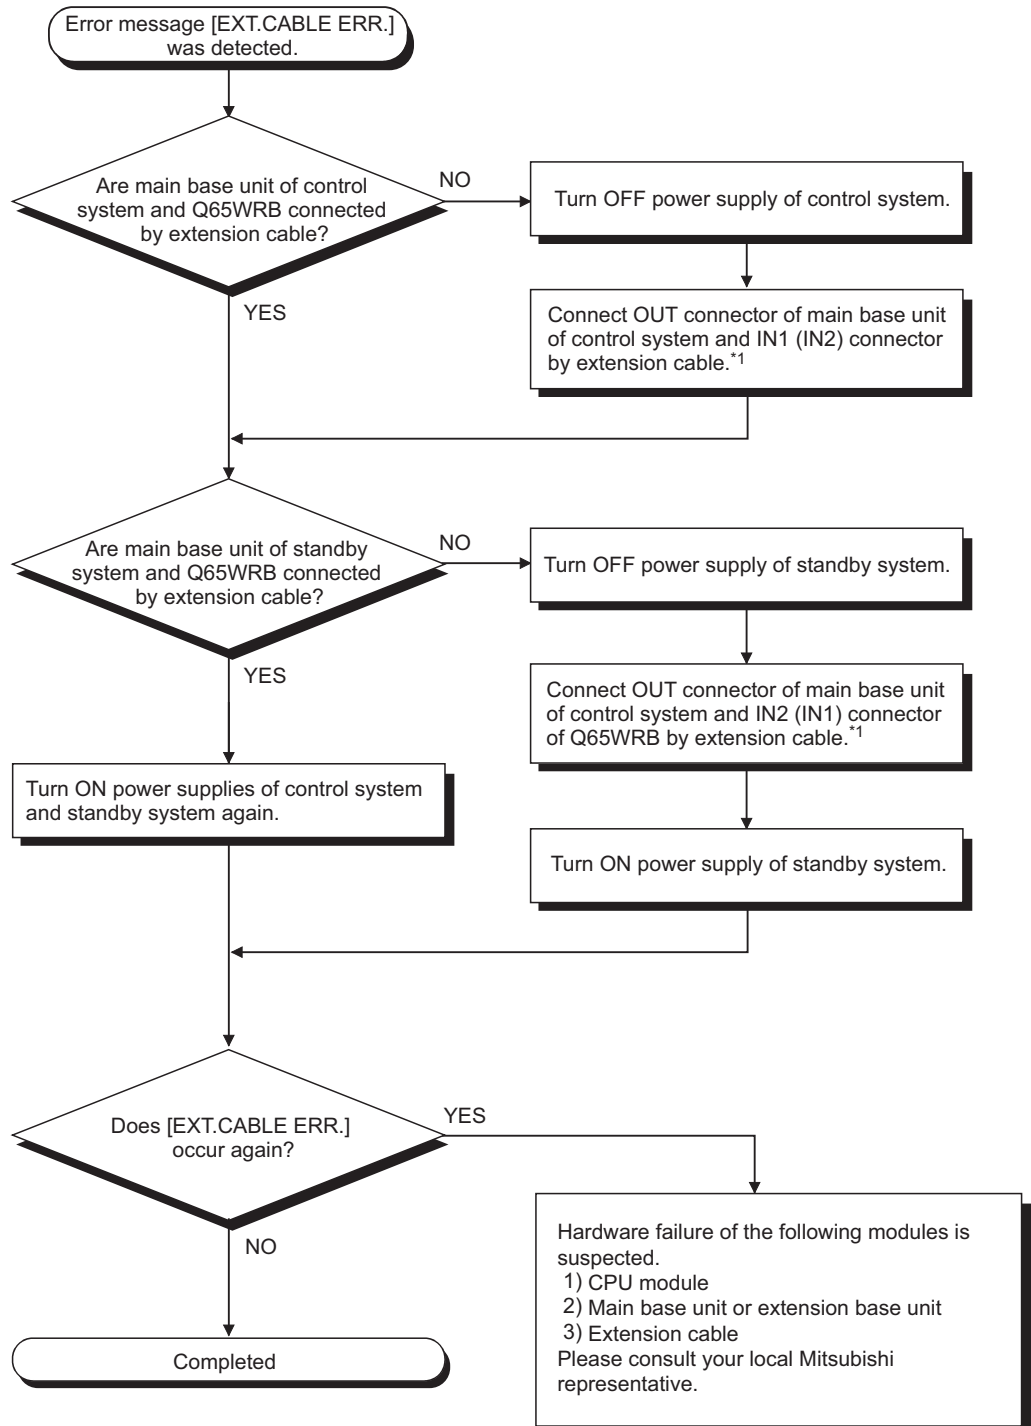 Error message [EXT.CABLE ERR.]
was detected.
Are main base unit of control
system and Q65WRB connected
by extension cable?
NO
Turn OFF power supply of control system.
YES
Connect OUT connector of main base unit
of control system and IN1 (IN2) connector
by extension cable.*1
Are main base unit of standby
system and Q65WRB connected
by extension cable?
NO
Turn OFF power supply of standby system.
YES
Connect OUT connector of main base unit
of control system and IN2 (IN1) connector
of Q65WRB by extension cable.*1
Turn ON power supplies of control system
and standby system again.
Turn ON power supply of standby system.
Does [EXT.CABLE ERR.]
occur again?
YES
NO
Hardware failure of the following modules is
suspected.
1) CPU module
2) Main base unit or extension base unit
3) Extension cable
Please consult your local Mitsubishi
representative.
Completed